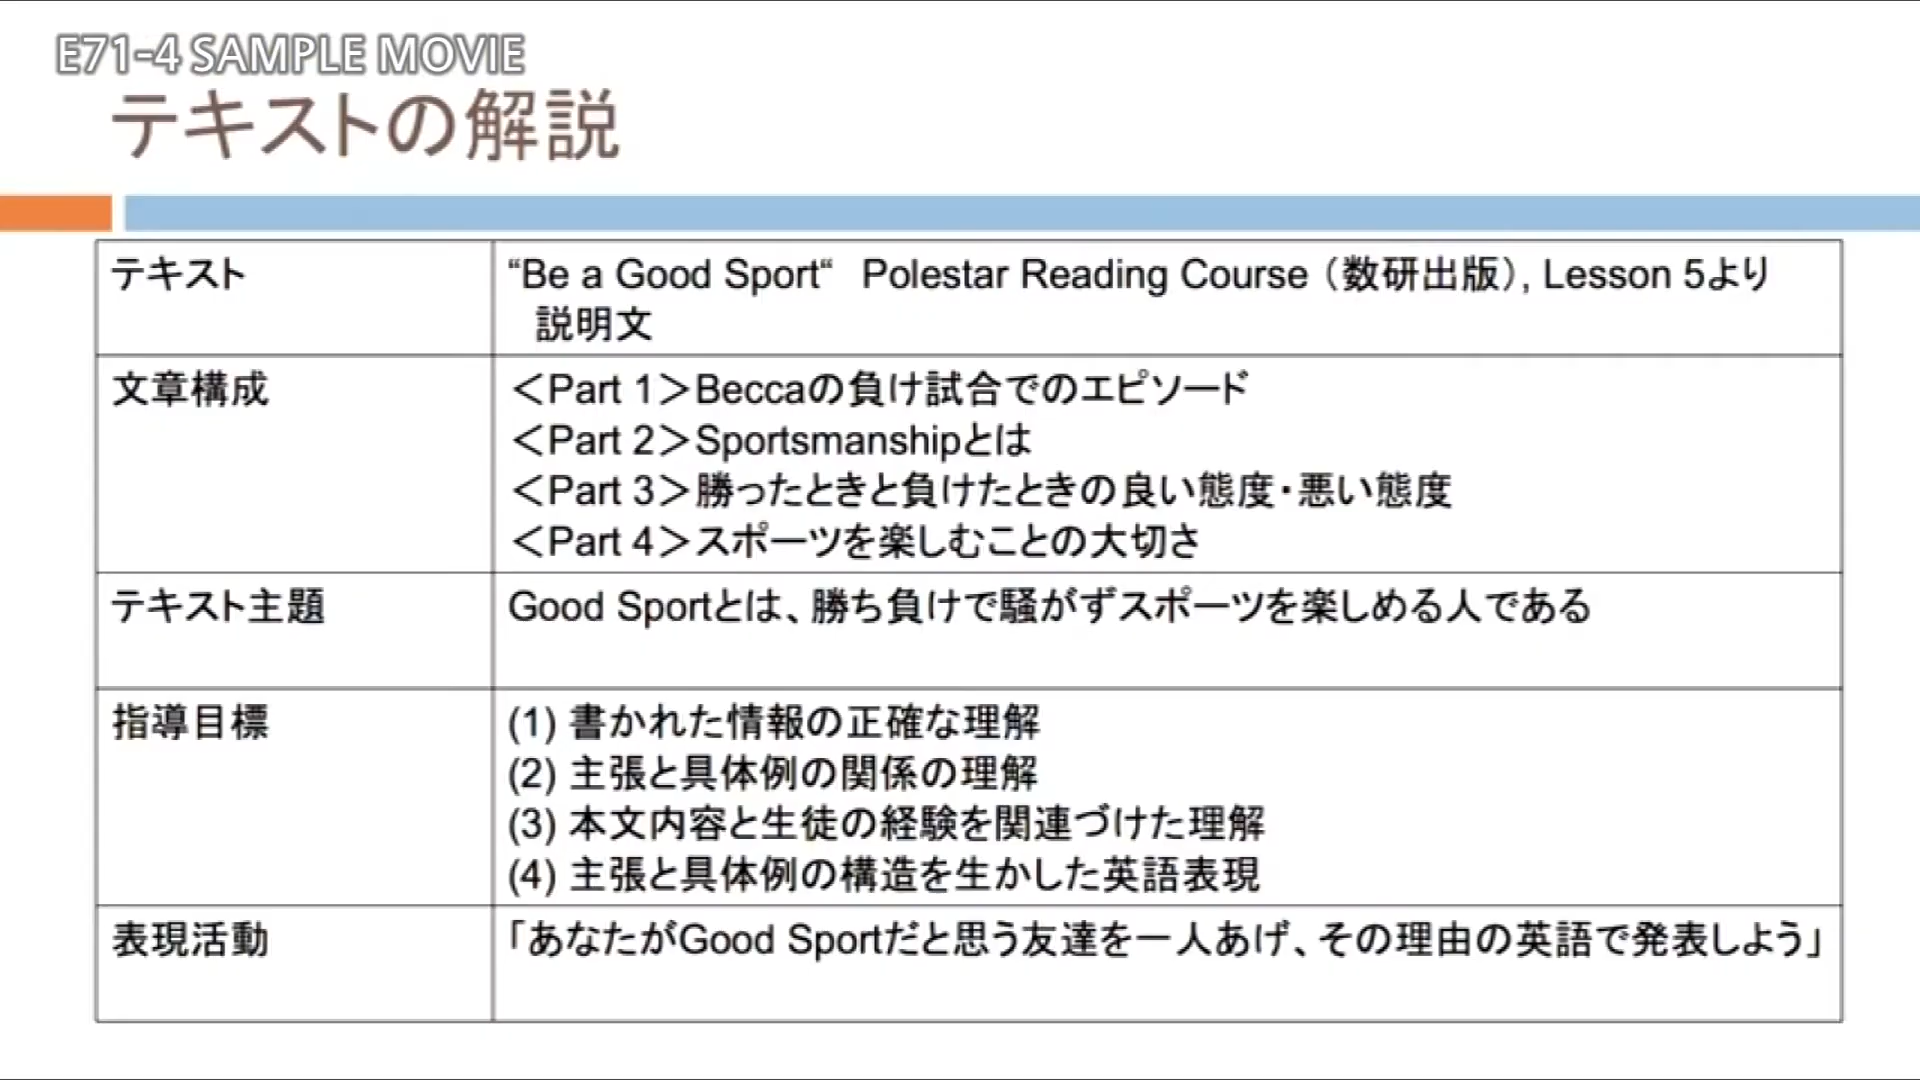 E71-4 SAMPLE MOVIE
テキストの解説
テキスト
“Be a Good Sport“ Polestar Reading Course（数研出版）, Lesson 5より
説明文
文章構成
＜Part 1＞Beccaの負け試合でのエピソード
＜Part 2＞Sportsmanshipとは
＜Part 3＞勝ったときと負けたときの良い態度・悪い態度
＜Part 4＞スポーツを楽しむことの大切さ
テキスト主題
Good Sportとは、勝ち負けで騒がずスポーツを楽しめる人である
指導目標
(1) 書かれた情報の正確な理解
(2) 主張と具体例の関係の理解
(3) 本文内容と生徒の経験を関連づけた理解
(4) 主張と具体例の構造を生かした英語表現
表現活動
「あなたがGood Sportだと思う友達を一人あげ、その理由の英語で発表しよう」